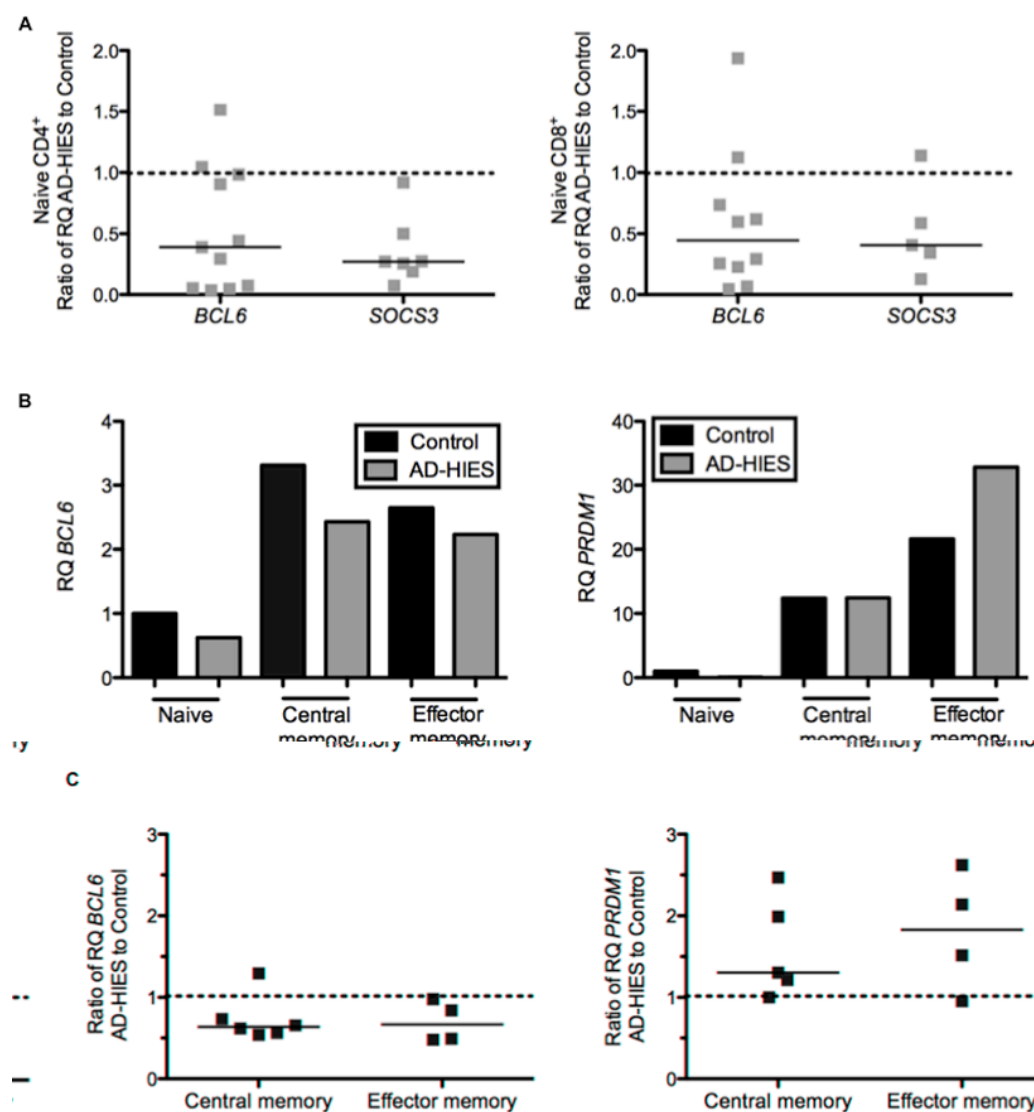 A
Naive CD4+
Ratio of RQ AD-HIES to Control
2.0
1.5
1.0
0.5
0.0
BCL6 SOCS3
Naive CD8+
Ratio of RQ AD-HIES to Control
2.0
1.5
1.0
0.5
0.0
BCL6 SOCS3
B
RQ BCL6
4
3
2
1
0
Control
AD-HIES
Naive Central memory Effector memory
RQ PRDM1
40
30
20
10
0
Control
AD-HIES
Naive Central memory Effector memory
C
Ratio of RQ BCL6
AD-HIES to Control
3
2
1
0
Central memory Effector memory
Ratio of RQ PRDM1
AD-HIES to Control
3
2
1
0
Central memory Effector memory